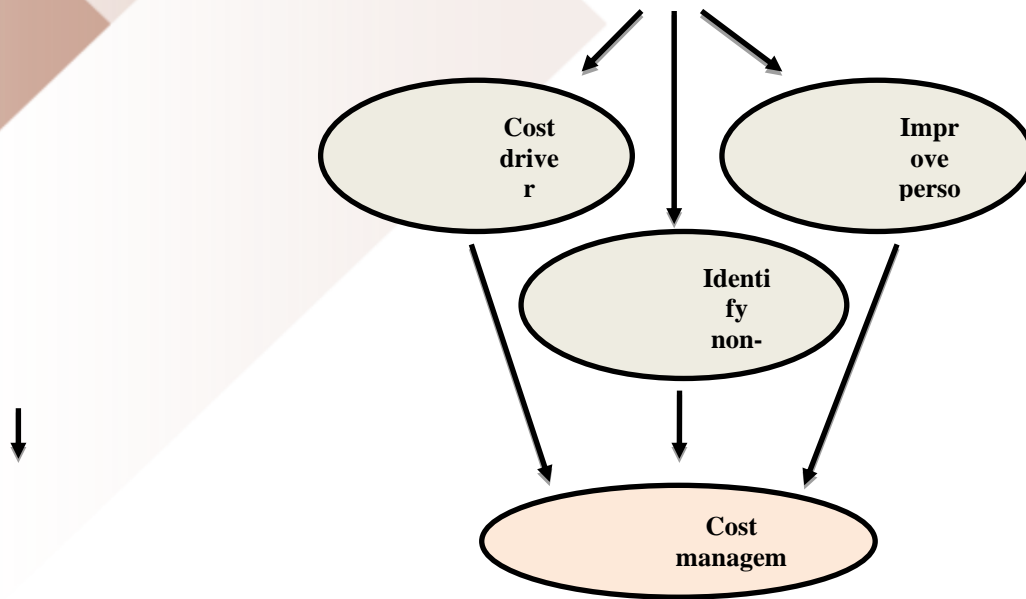 Cost
drive
r
Impr
ove
perso
Identi
fy
non-
Cost
managem